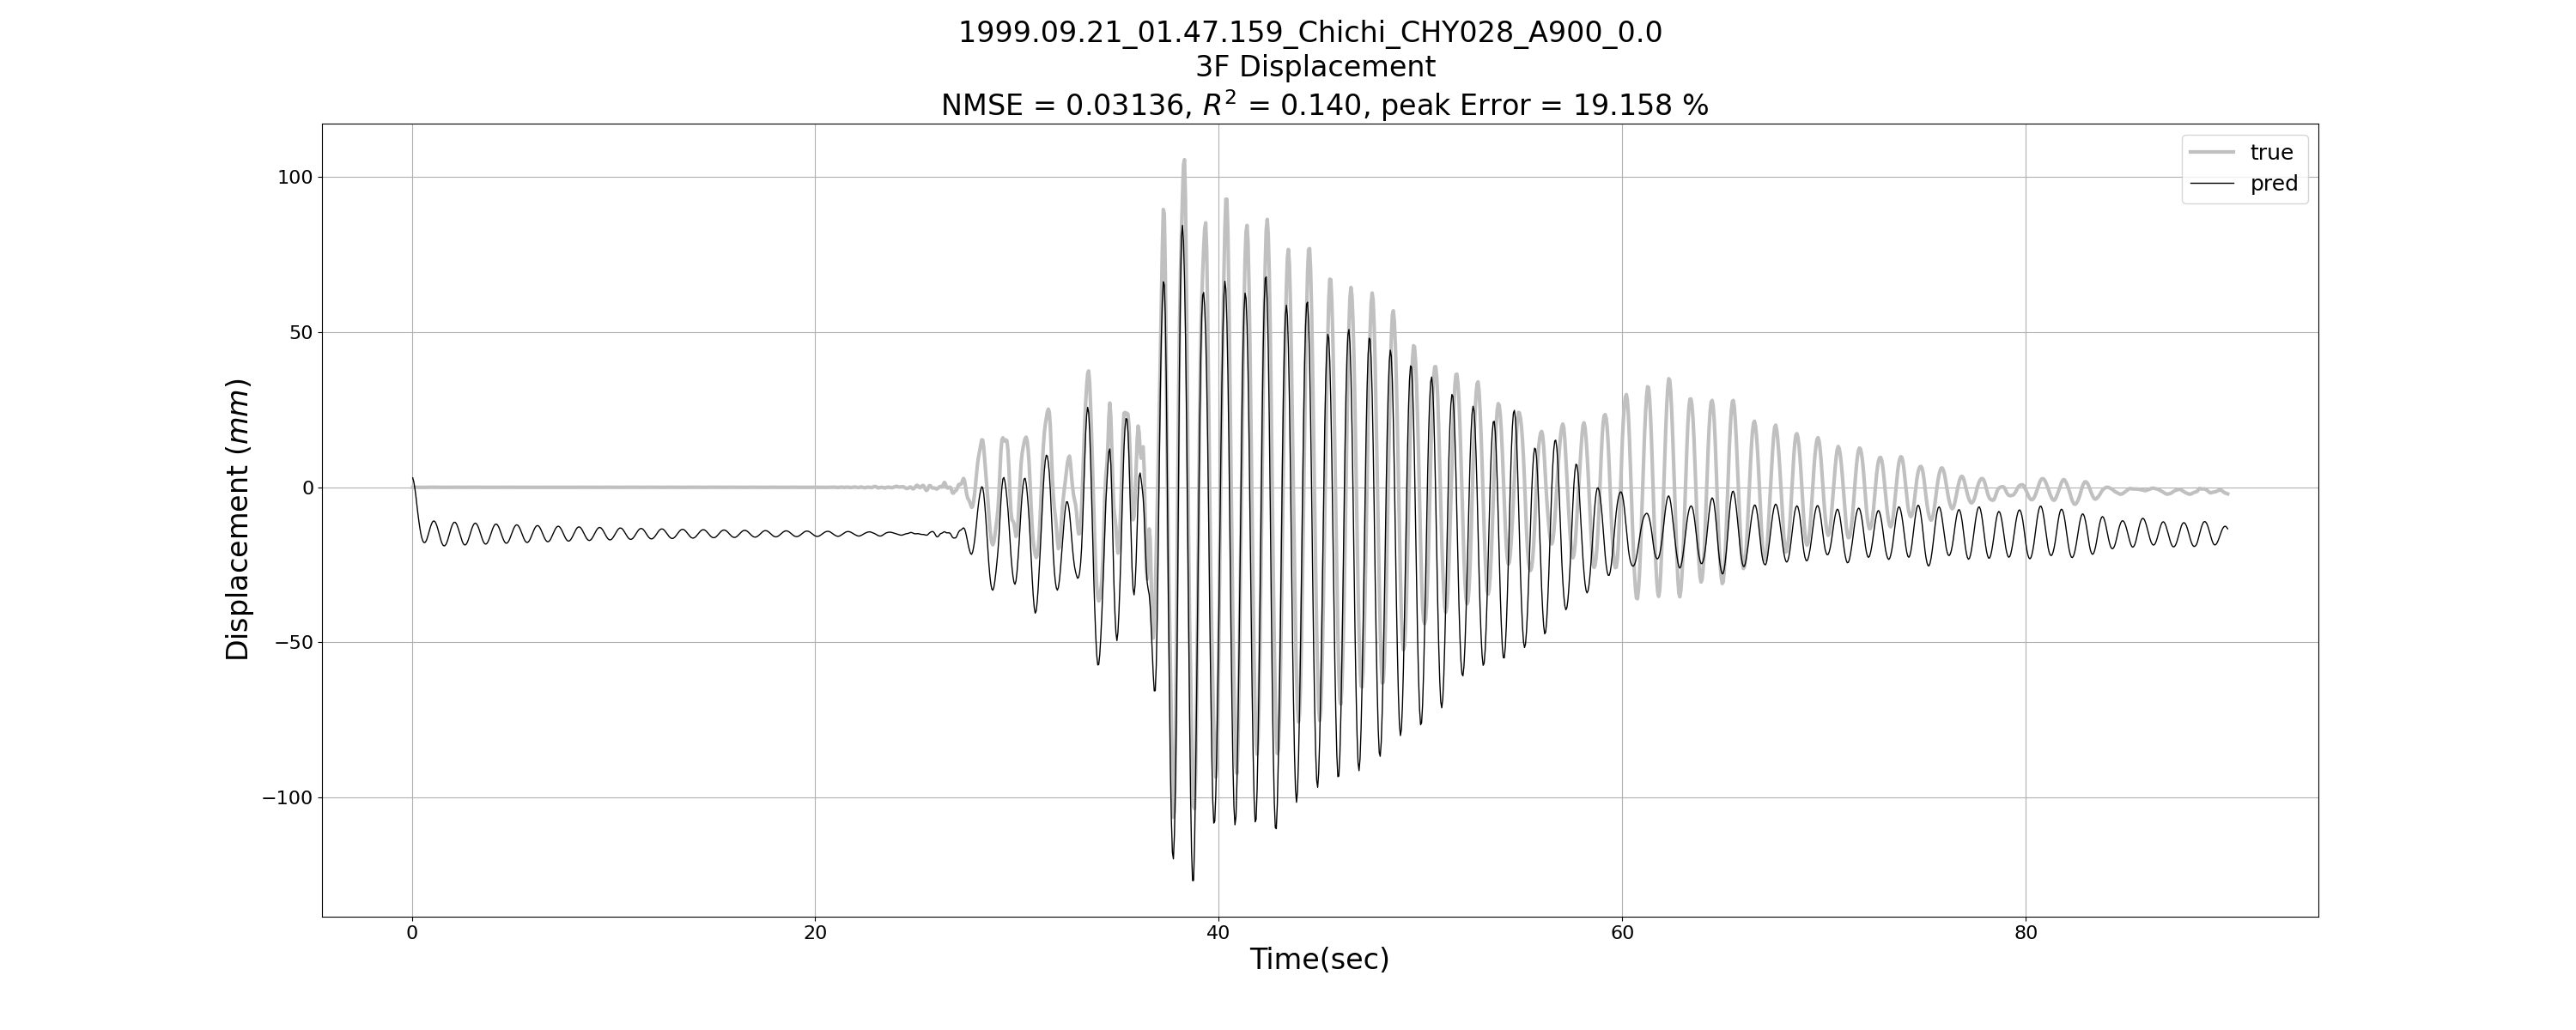 1999.09.21_01.47.159_Chichi_CHY028_A900_0.0
3F Displacement
NMSE = 0.03136, R² = 0.140, peak Error = 19.158 %
true
pred
100
50
0
−50
−100
Displacement (mm)
0 20 40 60 80
Time(sec)